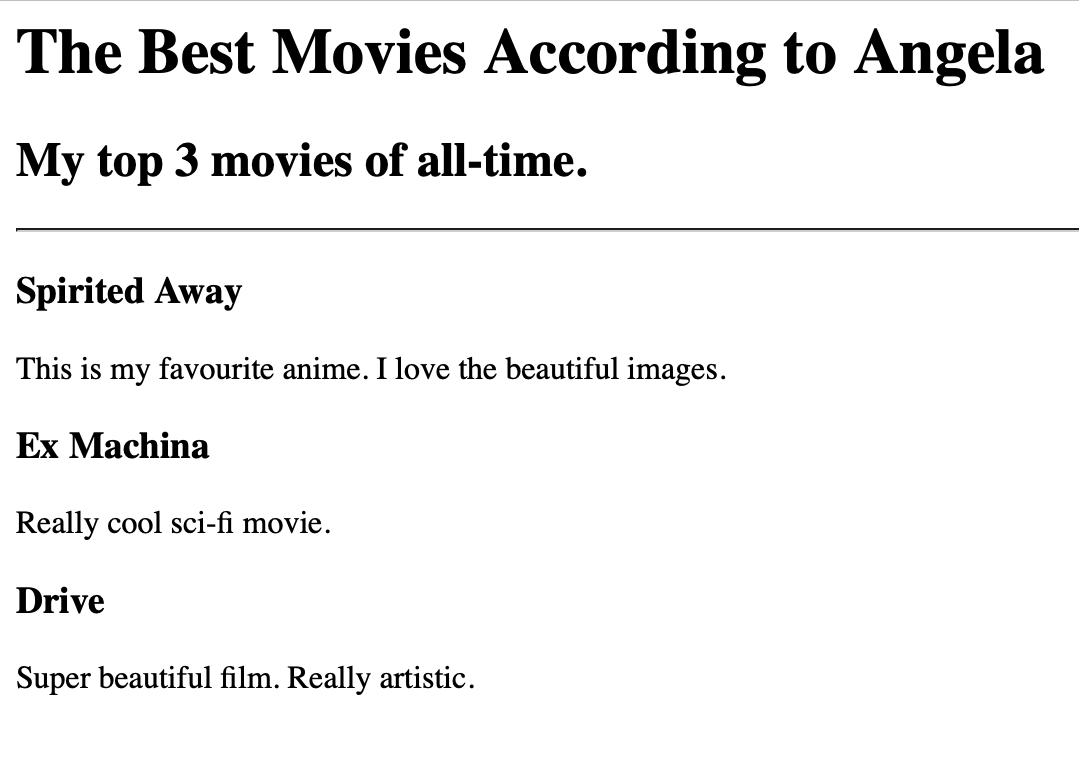 The Best Movies According to Angela
My top 3 movies of all-time.
Spirited Away
This is my favourite anime. I love the beautiful images.
Ex Machina
Really cool sci-fi movie.
Drive
Super beautiful film. Really artistic.